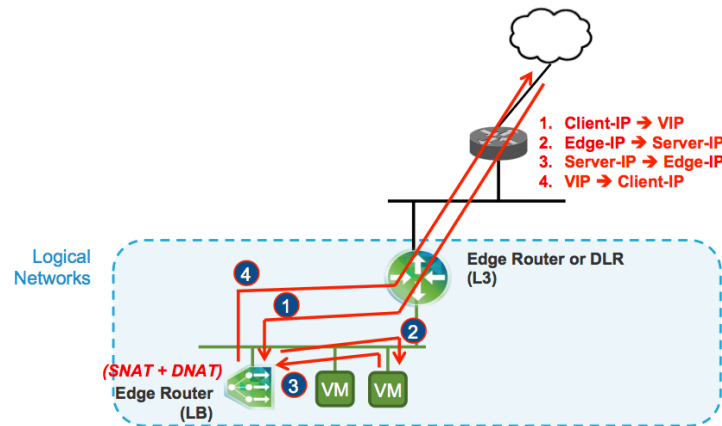 1. Client-IP ➔ VIP
2. Edge-IP ➔ Server-IP
3. Server-IP ➔ Edge-IP
4. VIP ➔ Client-IP
Logical
Networks
Edge Router or DLR
(L3)
4
1
2
(SNAT + DNAT)
Edge Router
(LB)
3
VM
VM